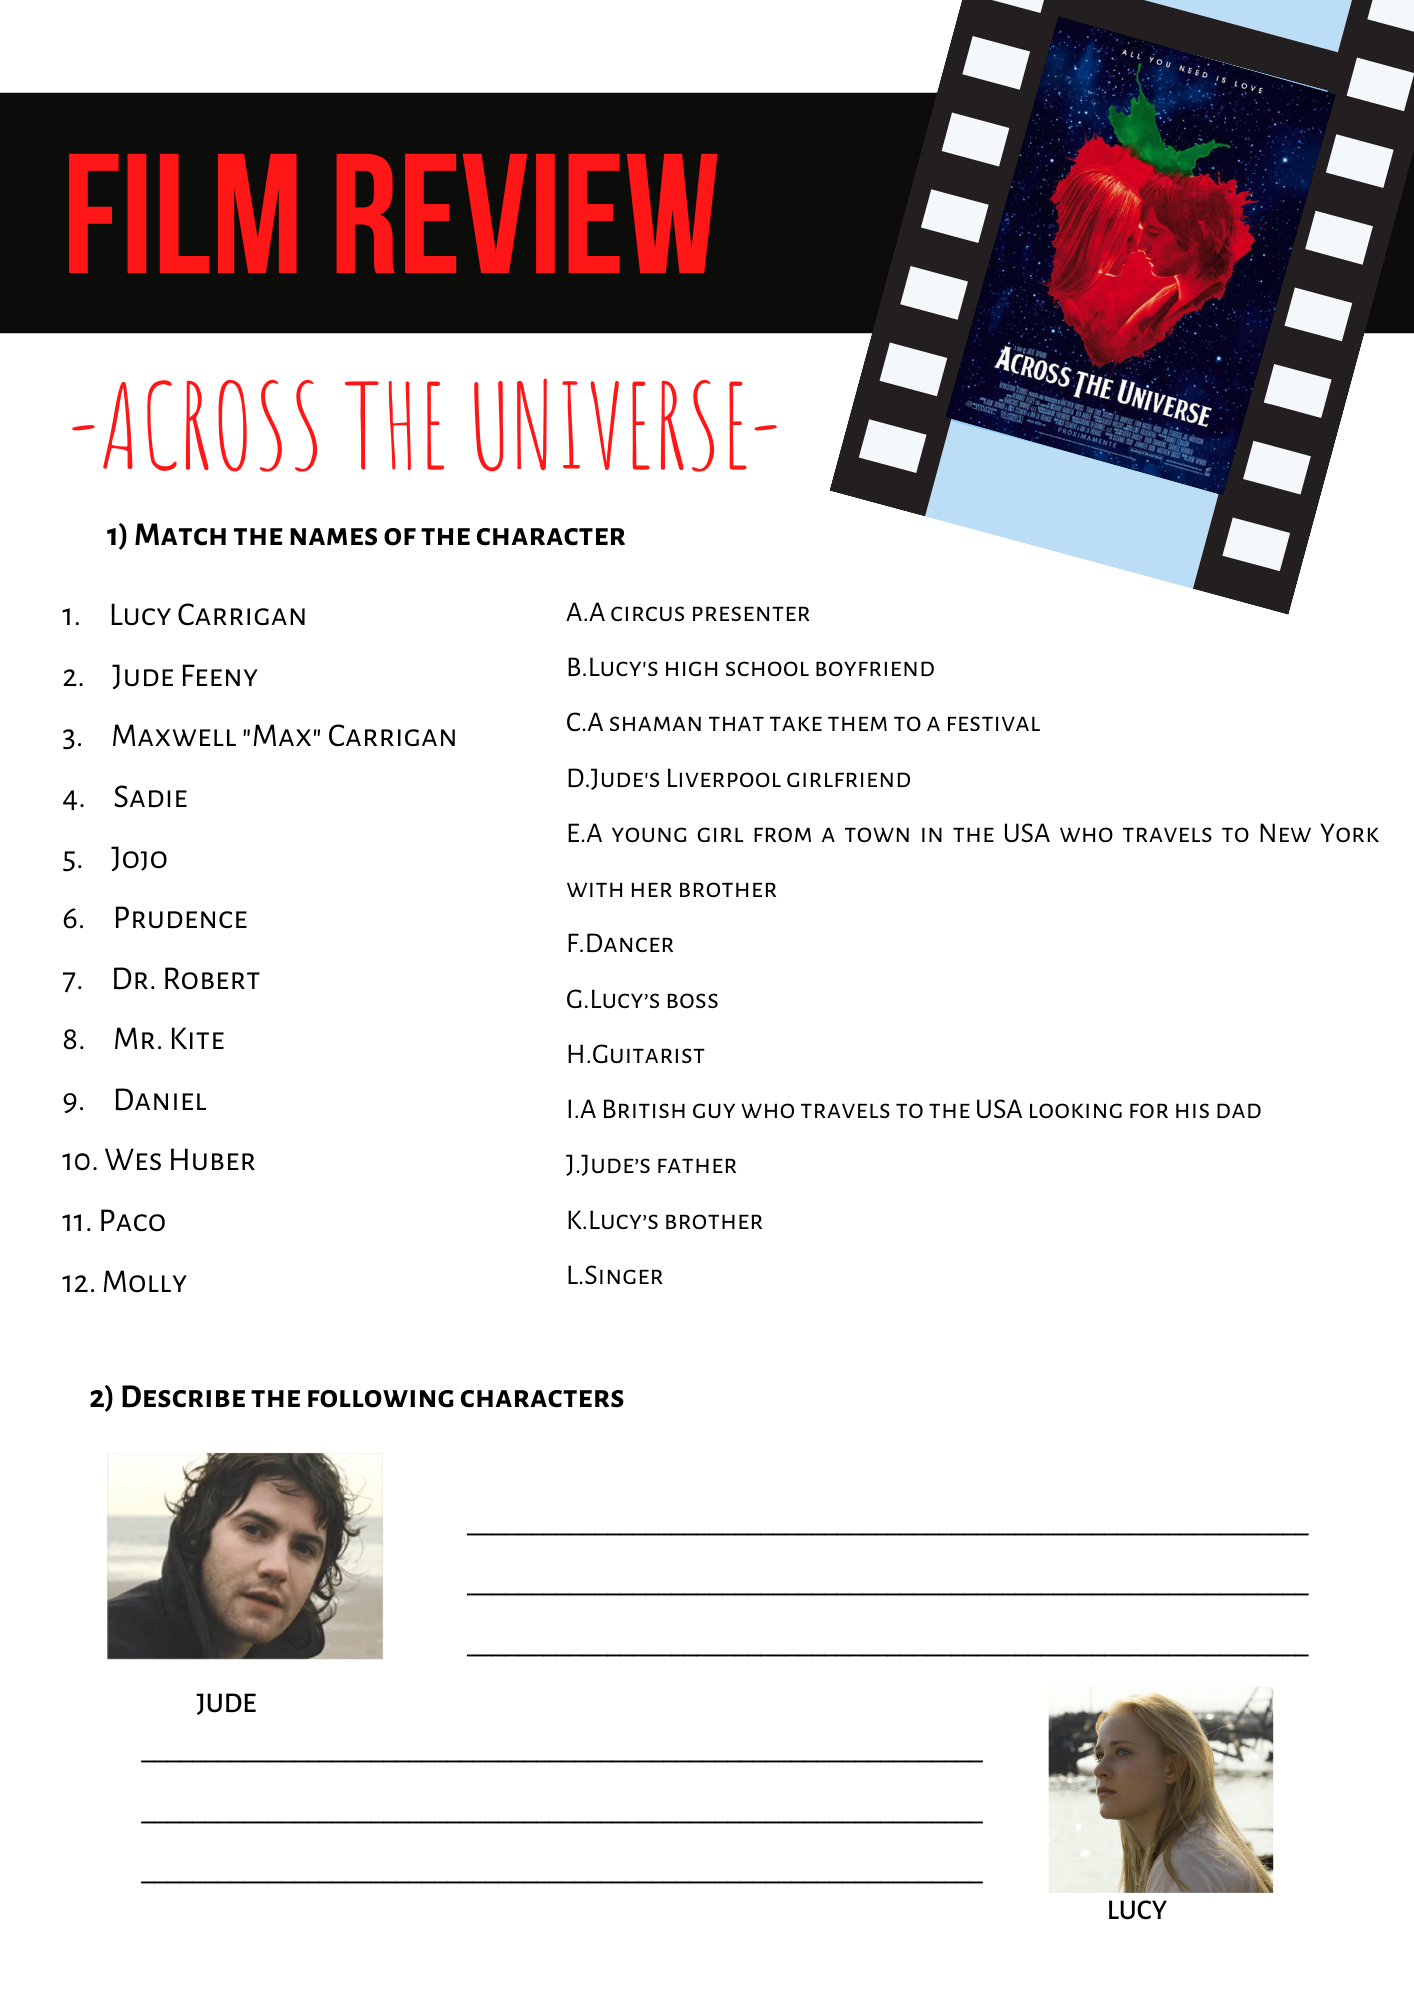 ALL YOU NEED IS LOVE
FILM REVIEW
ACROSS THE UNIVERSE
PROXIMAMENTE
-ACROSS THE UNIVERSE-
1) Match the names of the character
1. Lucy Carrigan
2. Jude Feeny
3. Maxwell "Max" Carrigan
4. Sadie
5. Jojo
6. Prudence
7. Dr. Robert
8. Mr. Kite
9. Daniel
10. Wes Huber
11. Paco
12. Molly
A.A circus presenter
B.Lucy's high school boyfriend
C.A shaman that take them to a festival
D.Jude's Liverpool girlfriend
E.A young girl from a town in the USA who travels to New York
with her brother
F.Dancer
G.Lucy’s boss
H.Guitarist
I.A British guy who travels to the USA looking for his dad
J.Jude’s father
K.Lucy’s brother
L.Singer
2) Describe the following characters
JUDE
LUCY